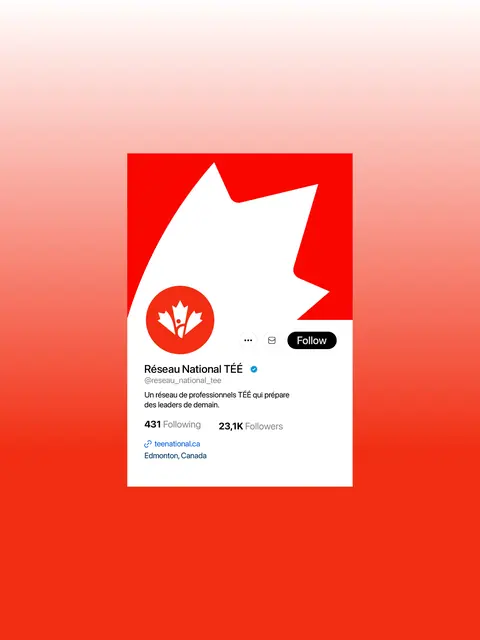 Follow
Réseau National TÉÉ
@reseau_national_tee
Un réseau de professionnels TÉÉ qui prépare
des leaders de demain.
431 Following 23,1K Followers
teenational.ca
Edmonton, Canada